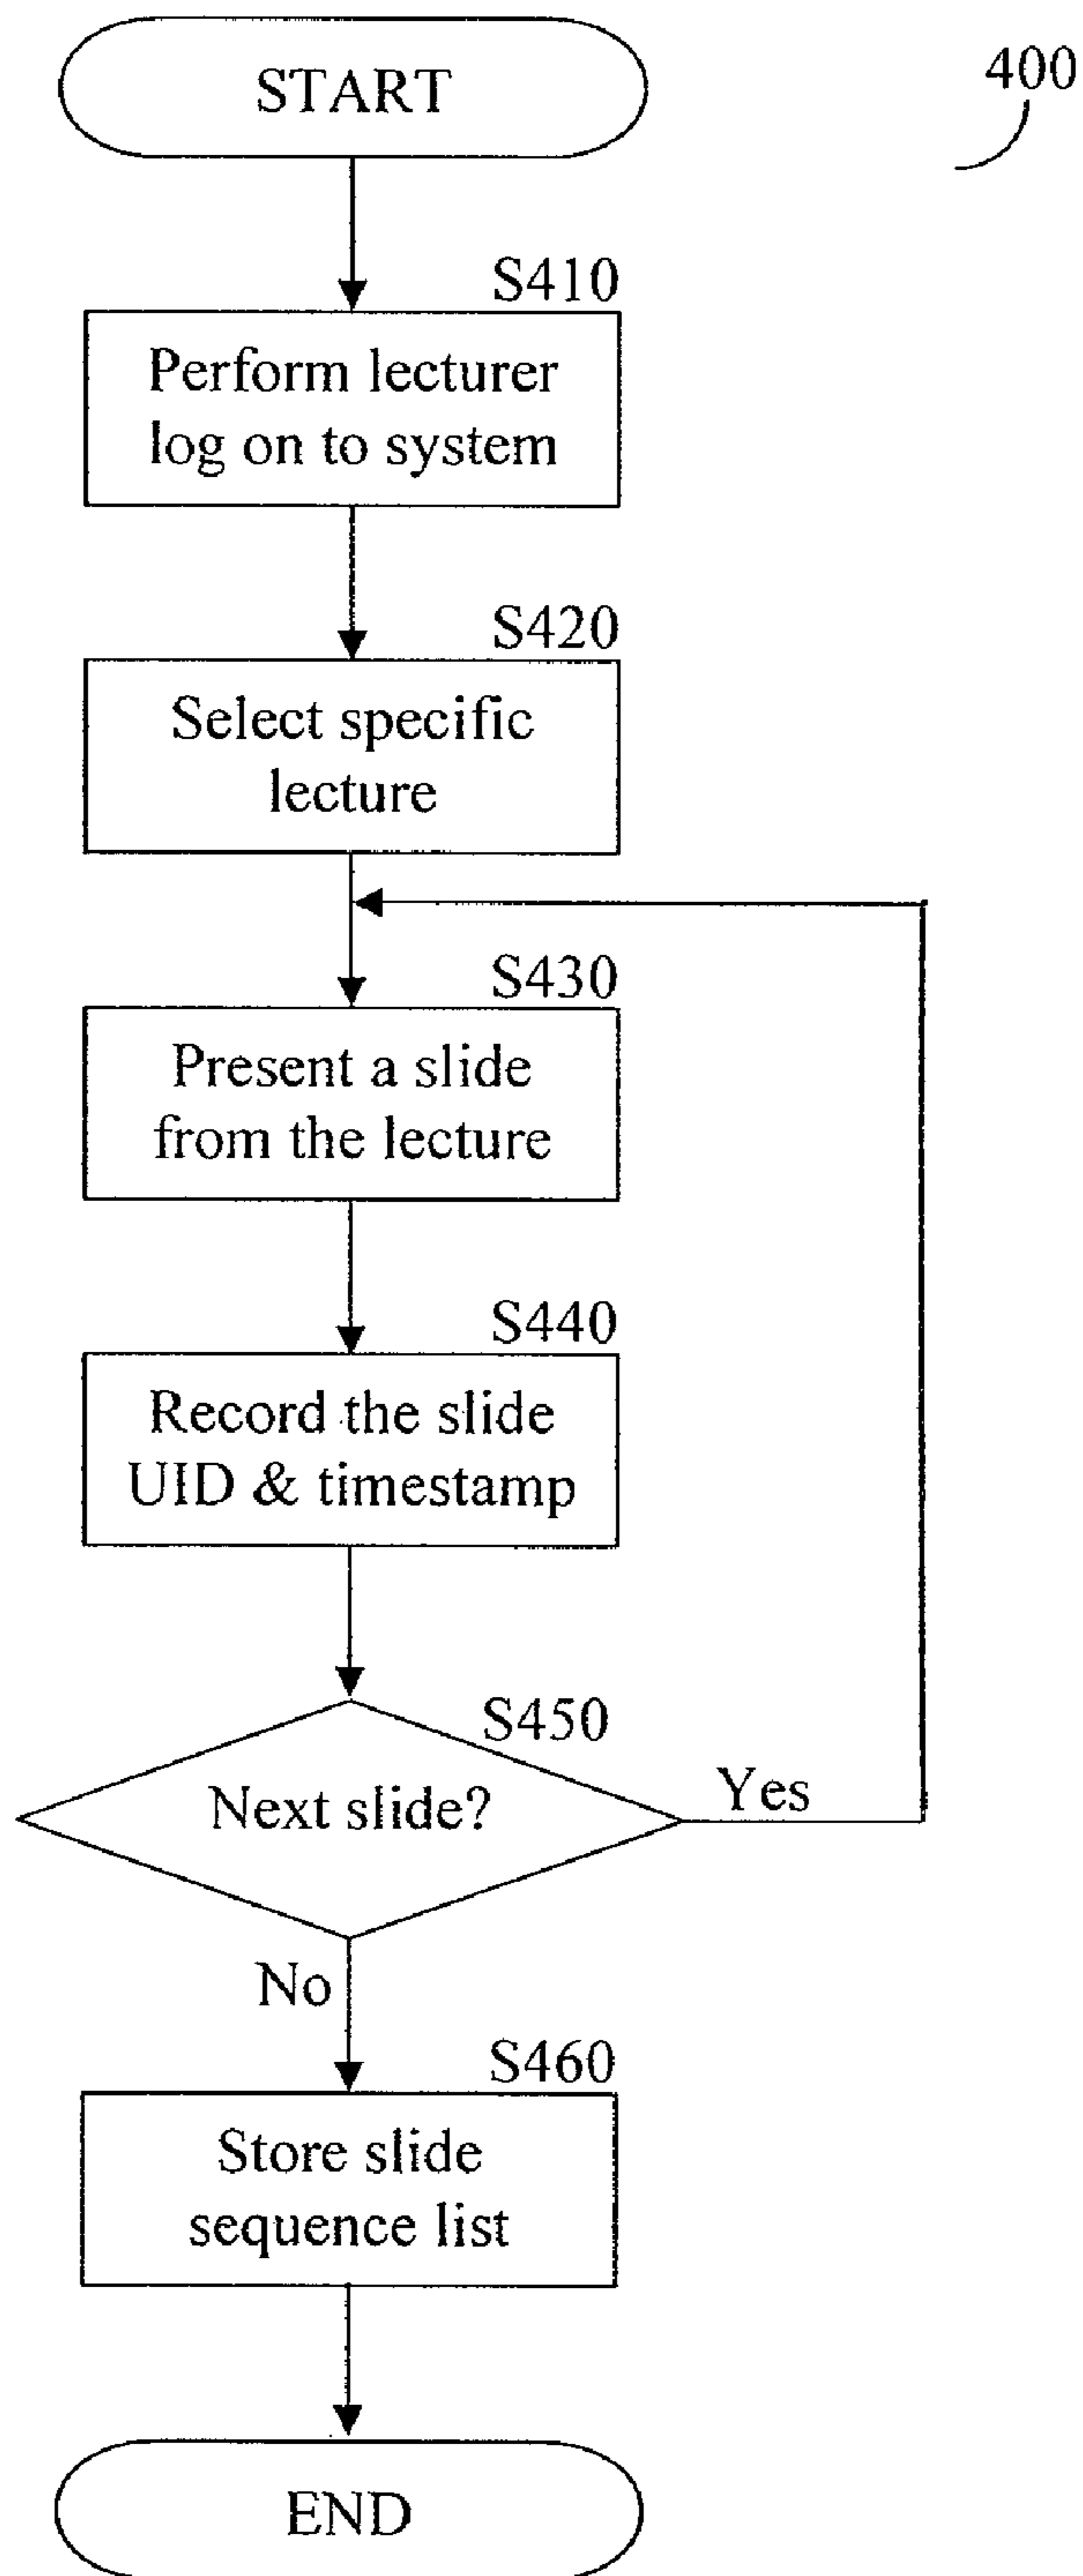 START
400
S410
Perform lecturer
log on to system
S420
Select specific
lecture
S430
Present a slide
from the lecture
S440
Record the slide
UID & timestamp
S450
Next slide?
Yes
No
S460
Store slide
sequence list
END